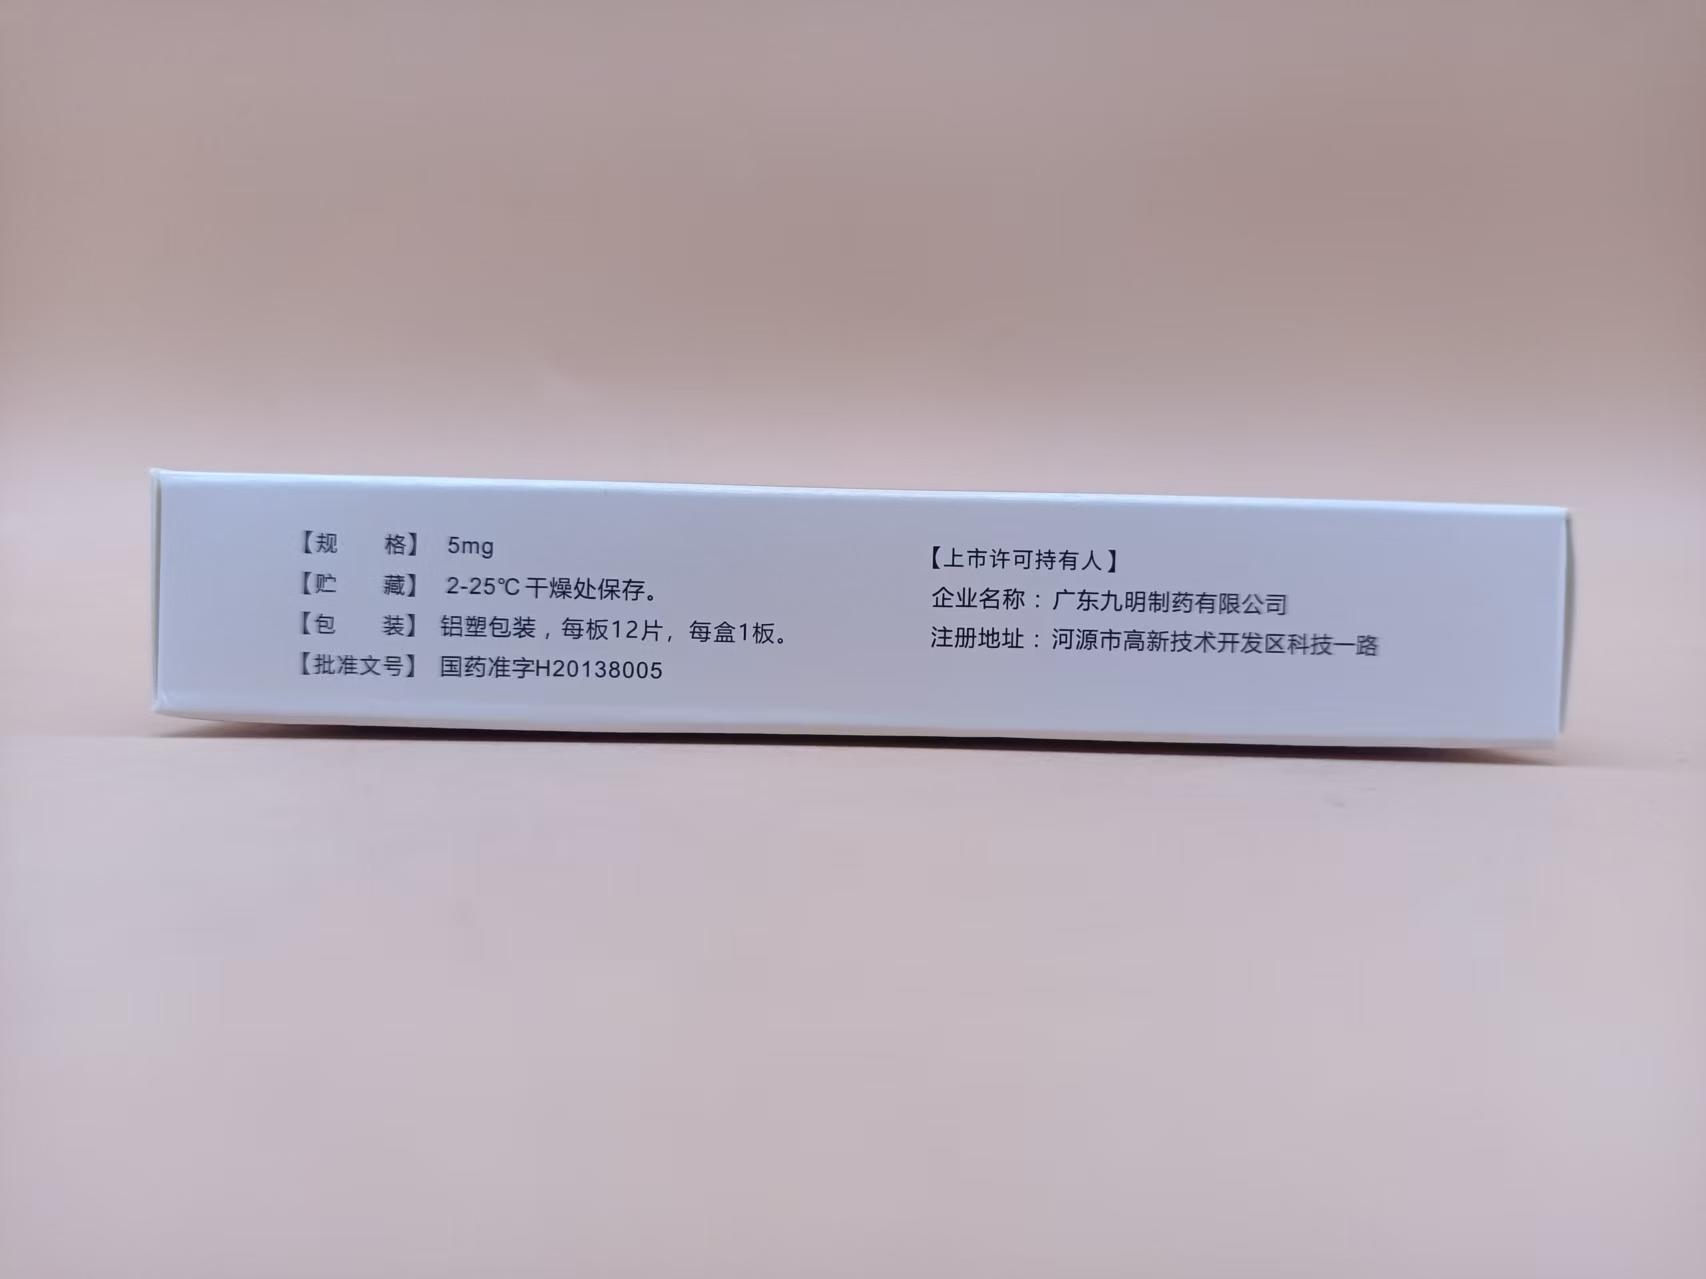 【规　　格】 5mg
【贮　　藏】 2-25℃干燥处保存。
【包　　装】 铝塑包装，每板12片，每盒1板。
【批准文号】 国药准字H20138005
【上市许可持有人】
企业名称：广东九明制药有限公司
注册地址：河源市高新技术开发区科技一路